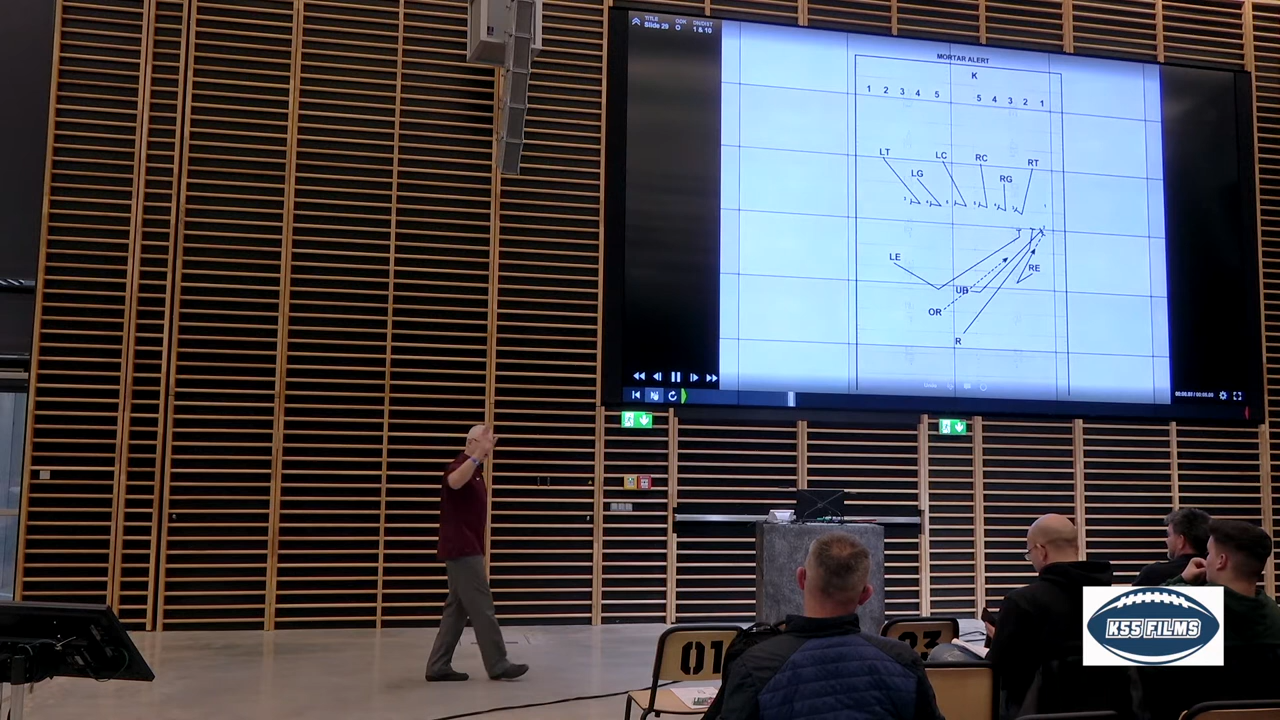 TITLE ODK DN/DIST
Slide 29 O 1 & 10
MORTAR ALERT
K
1 2 3 4 5 5 4 3 2 1
LT LC RC RT
LG RG
LE RE
UB
OR
R
01
03
K55 FILMS